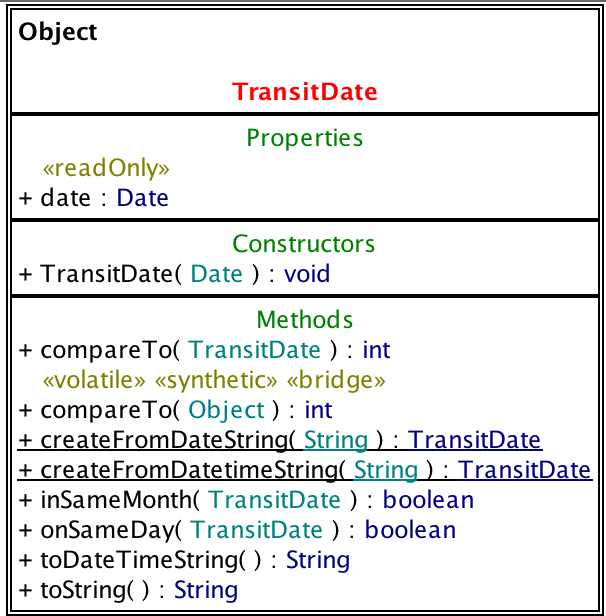 Object
TransitDate
Properties
«readOnly»
+ date : Date
Constructors
+ TransitDate( Date ) : void
Methods
+ compareTo( TransitDate ) : int
«volatile» «synthetic» «bridge»
+ compareTo( Object ) : int
+ createFromDateString( String ) : TransitDate
+ createFromDatetimeString( String ) : TransitDate
+ inSameMonth( TransitDate ) : boolean
+ onSameDay( TransitDate ) : boolean
+ toDateTimeString( ) : String
+ toString( ) : String